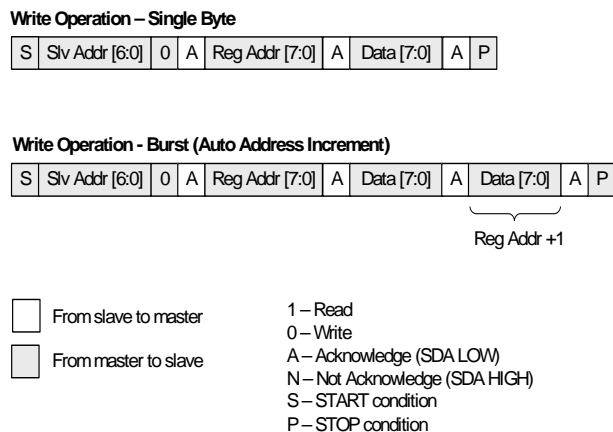 Write Operation – Single Byte
S Slv Addr [6:0] 0 A Reg Addr [7:0] A Data [7:0] A P
Write Operation - Burst (Auto Address Increment)
S Slv Addr [6:0] 0 A Reg Addr [7:0] A Data [7:0] A Data [7:0] A P
Reg Addr +1
From slave to master
From master to slave
1 – Read
0 – Write
A – Acknowledge (SDA LOW)
N – Not Acknowledge (SDA HIGH)
S – START condition
P – STOP condition